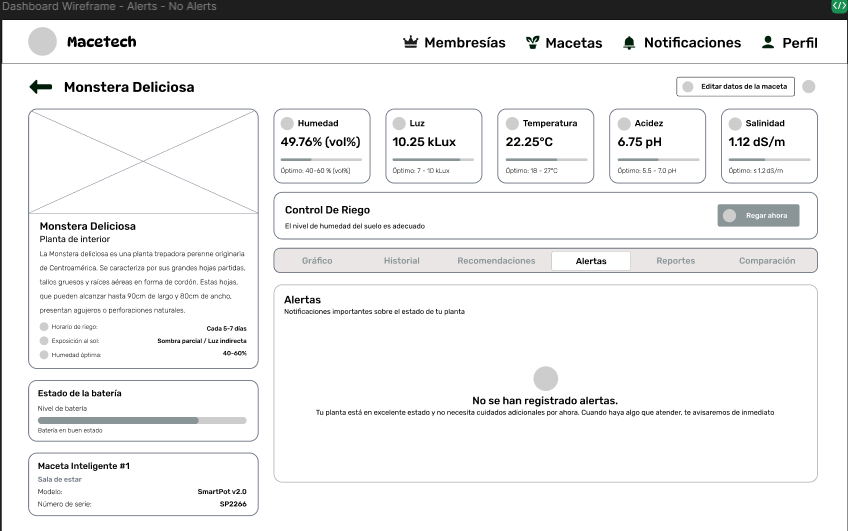 Dashboard Wireframe - Alerts - No Alerts
Macetech
Membresías
Macetas
Notificaciones
Perfil
Monstera Deliciosa
Editar datos de la maceta
Humedad
49.76% (vol%)
Óptimo: 40-60 % (vol%)
Luz
10.25 kLux
Óptimo: 7 - 10 kLux
Temperatura
22.25°C
Óptimo: 18 - 27°C
Acidez
6.75 pH
Óptimo: 5.5 - 7.0 pH
Salinidad
1.12 dS/m
Óptimo: ≤ 1.2 dS/m
Monstera Deliciosa
Planta de interior
La Monstera deliciosa es una planta trepadora perenne originaria
de Centroamérica. Se caracteriza por sus grandes hojas partidas,
tallos gruesos y raíces aéreas en forma de cordón. Estas hojas,
que pueden alcanzar hasta 90cm de largo y 80cm de ancho,
presentan agujeros o perforaciones naturales.
Horario de riego: Cada 5-7 días
Exposición al sol: Sombra parcial / Luz indirecta
Humedad óptima: 40-60%
Estado de la batería
Nivel de batería
Batería en buen estado
Maceta Inteligente #1
Sala de estar
Modelo: SmartPot v2.0
Número de serie: SP2266
Control De Riego
El nivel de humedad del suelo es adecuado
Regar ahora
Gráfico Historial Recomendaciones Alertas Reportes Comparación
Alertas
Notificaciones importantes sobre el estado de tu planta
No se han registrado alertas.
Tu planta está en excelente estado y no necesita cuidados adicionales por ahora. Cuando haya algo que atender, te avisaremos de inmediato